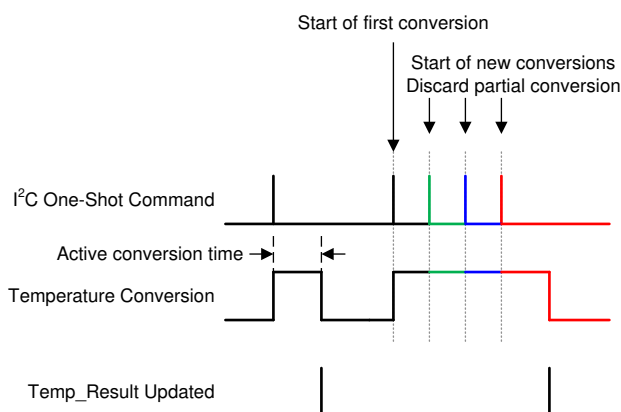 Start of first conversion
Start of new conversions
Discard partial conversion
I²C One-Shot Command
Active conversion time
Temperature Conversion
Temp_Result Updated